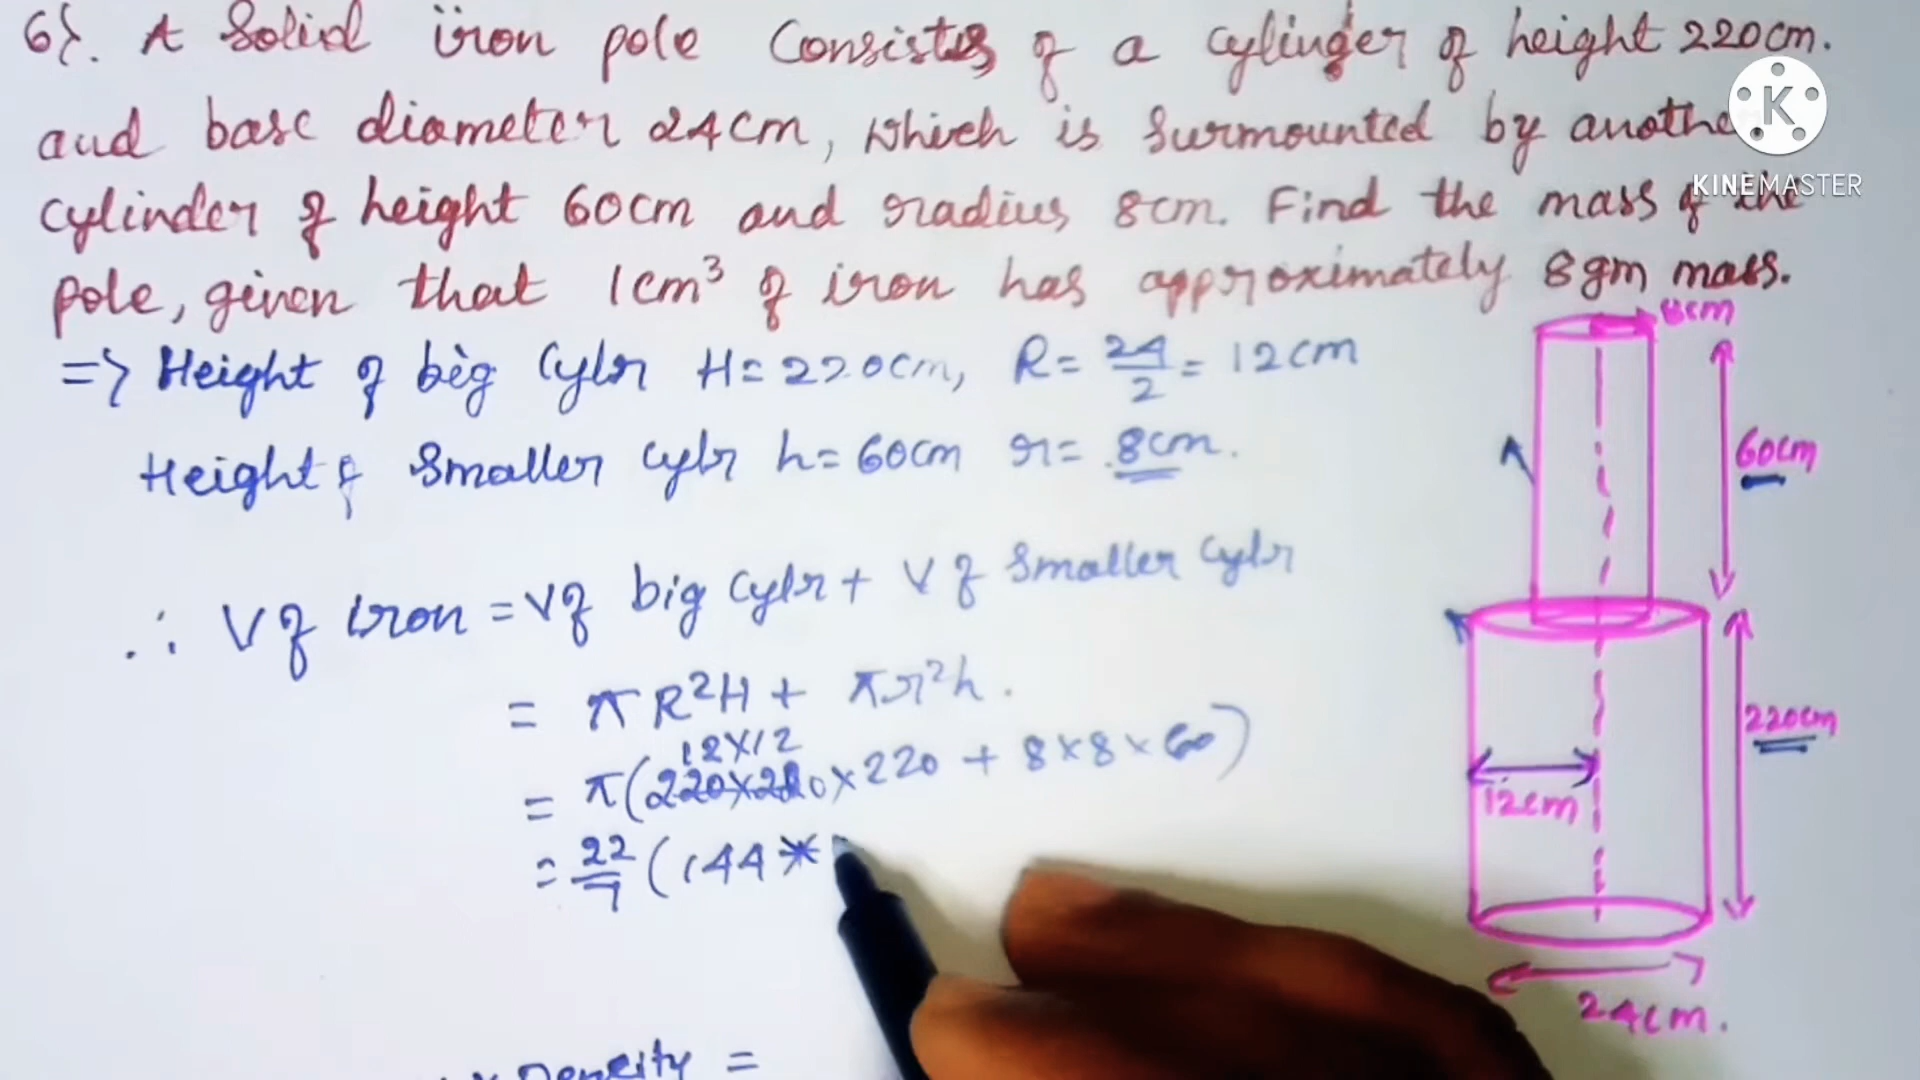 6}. A Solid iron pole Consists of a cylinder of height 220cm.
and base diameter 24cm, which is surmounted by another
cylinder of height 60cm and radius 8cm. Find the mass of the
pole, given that 1cm³ of iron has approximately 8gm mass.
KINEMASTER
=> Height of big Cylr H = 220cm, R = 24/2 = 12cm
Height of smaller cylr h = 60cm r = 8cm.
∴ V of iron = V of big cylr + V of smaller cylr
= πR²H + πr²h.
12×12
= π( ×220 + 8×8×60)
= 22/7 (144 *
× Density =
8cm
60cm
220cm
12cm
24cm.